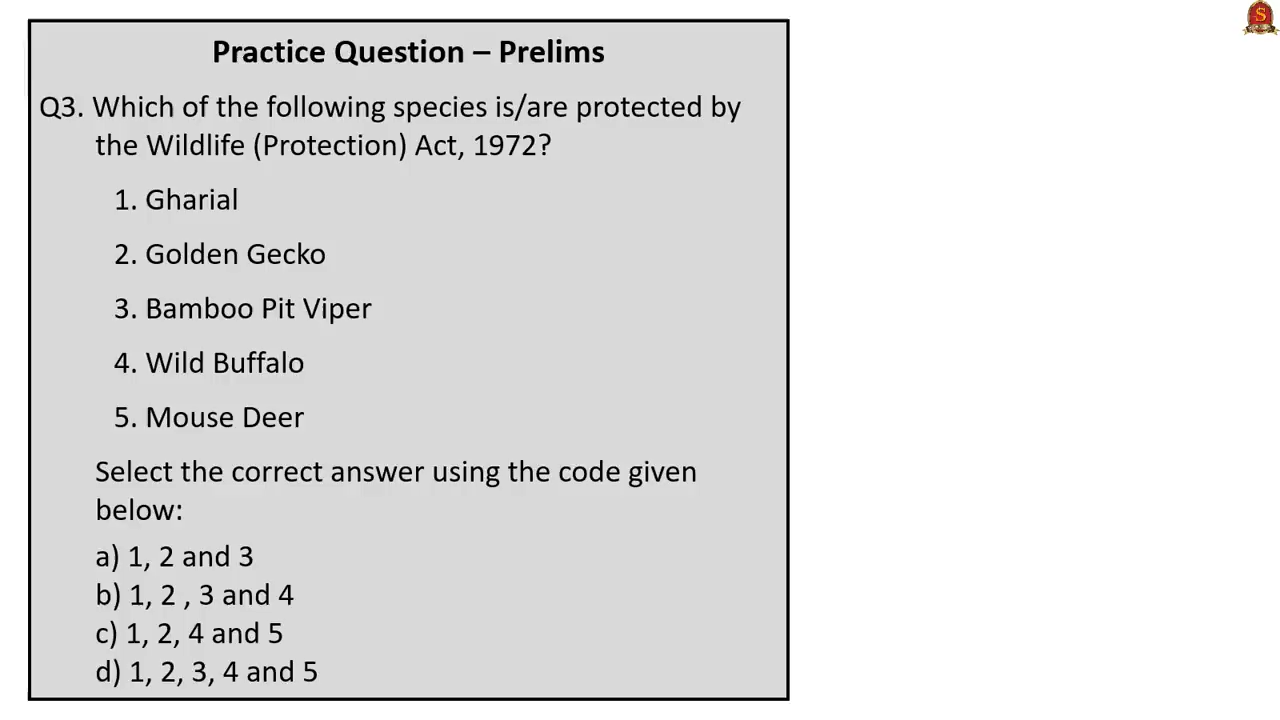 Practice Question – Prelims
Q3. Which of the following species is/are protected by
the Wildlife (Protection) Act, 1972?
1. Gharial
2. Golden Gecko
3. Bamboo Pit Viper
4. Wild Buffalo
5. Mouse Deer
Select the correct answer using the code given
below:
a) 1, 2 and 3
b) 1, 2 , 3 and 4
c) 1, 2, 4 and 5
d) 1, 2, 3, 4 and 5
S